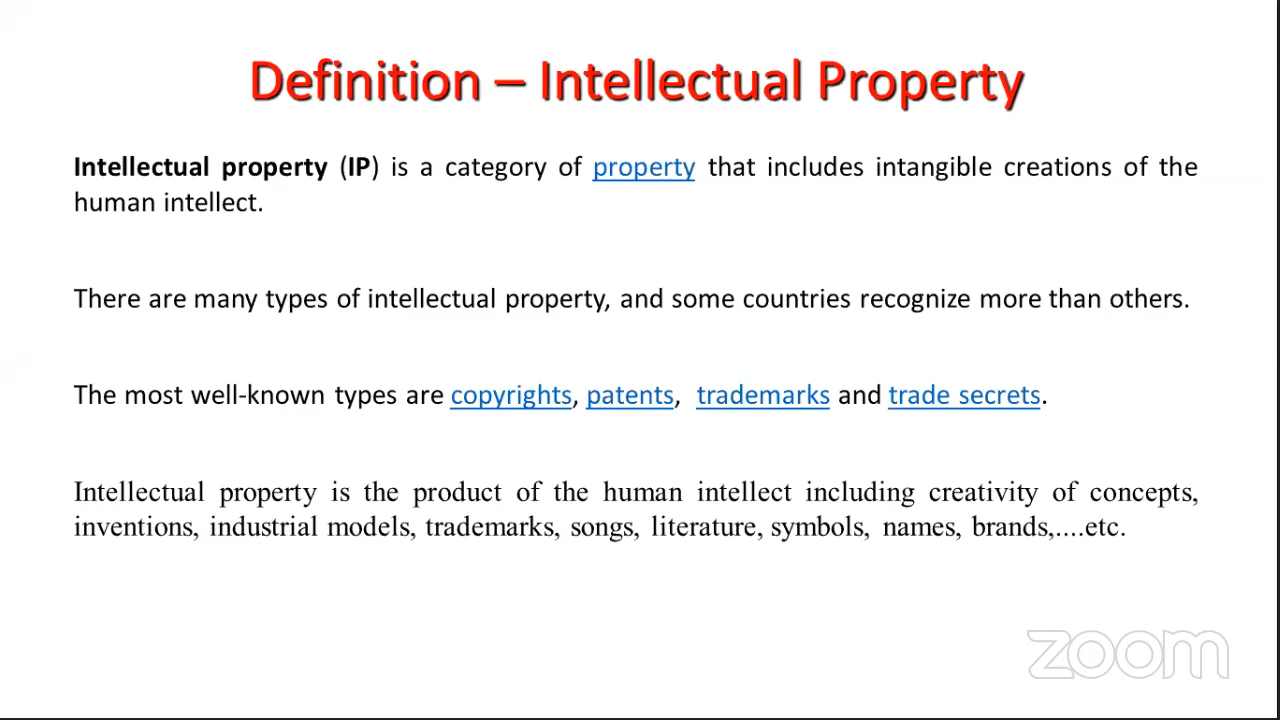 Definition – Intellectual Property
Intellectual property (IP) is a category of property that includes intangible creations of the
human intellect.
There are many types of intellectual property, and some countries recognize more than others.
The most well-known types are copyrights, patents, trademarks and trade secrets.
Intellectual property is the product of the human intellect including creativity of concepts,
inventions, industrial models, trademarks, songs, literature, symbols, names, brands,....etc.
zoom